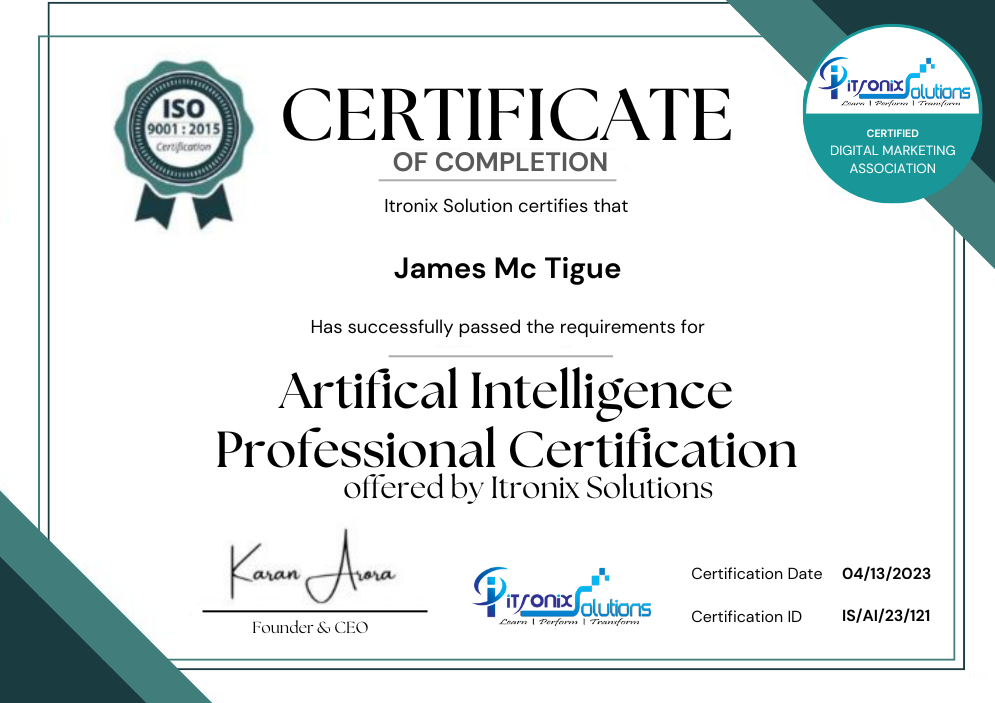 ISO
9001 : 2015
Certification
CERTIFICATE
OF COMPLETION
itronix Solutions
Learn | Perform | Transform
CERTIFIED
DIGITAL MARKETING
ASSOCIATION
Itronix Solution certifies that
James Mc Tigue
Has successfully passed the requirements for
Artifical Intelligence
Professional Certification
offered by Itronix Solutions
Karan Arora
Founder & CEO
itronix Solutions
Learn | Perform | Transform
Certification Date 04/13/2023
Certification ID IS/AI/23/121